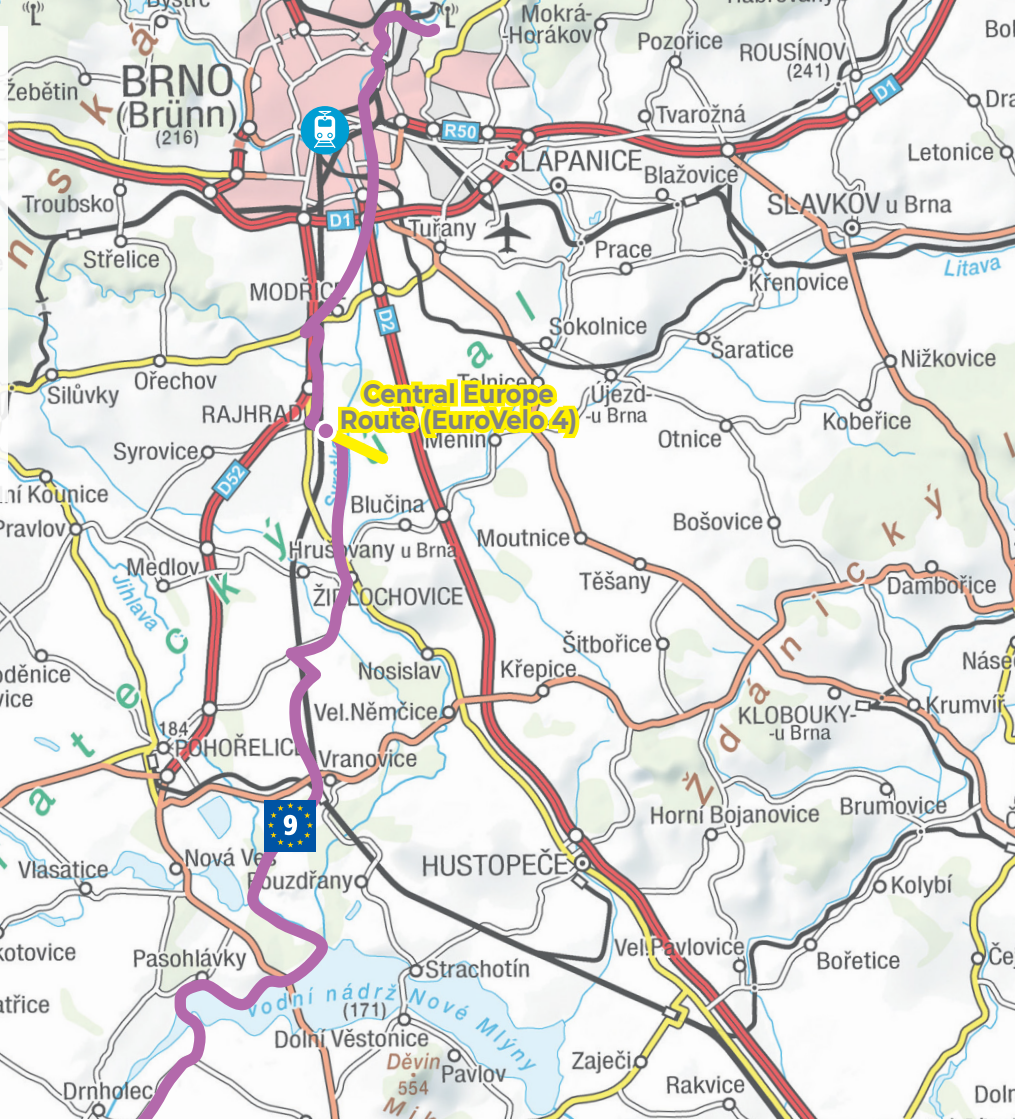 Bystrc
Mokrá-
Horákov
Pozořice
ROUSÍNOV
(241)
BRNO
(Brünn)
(216)
Žebětín
D1
Tvarožná
R50
ŠLAPANICE
Letonice
Blažovice
Troubsko
SLAVKOV u Brna
D1
Tuřany
Střelice
Prace
Litava
Křenovice
MODŘICE
D2
Sokolnice
Šaratice
Nižkovice
Ořechov
Silůvky
Telnice
Újezd-
-u Brna
Central Europe
Route (EuroVelo 4)
RAJHRAD
Kobeřice
Otnice
Měnín
Syrovice
D52
Svratka
Blučina
Bošovice
Pravlov
Moutnice
Hrušovany u Brna
Medlov
Těšany
Dambořice
Jihlava
ŽIDLOCHOVICE
Šitbořice
Nosislav
Křepice
Vel.Němčice
KLOBOUKY-
-u Brna
Krumvíř
184
POHOŘELICE
Vranovice
9
Horni Bojanovice
Brumovice
Nová Ves
Vlasatice
HUSTOPEČE
Pouzdřany
Kolybí
Vel.Pavlovice
Bořetice
Pasohlávky
Strachotín
Vodní nádrž Nové Mlýny
(171)
Dolní Věstonice
Děvín
554
Pavlov
Zaječí
Rakvice
Drnholec